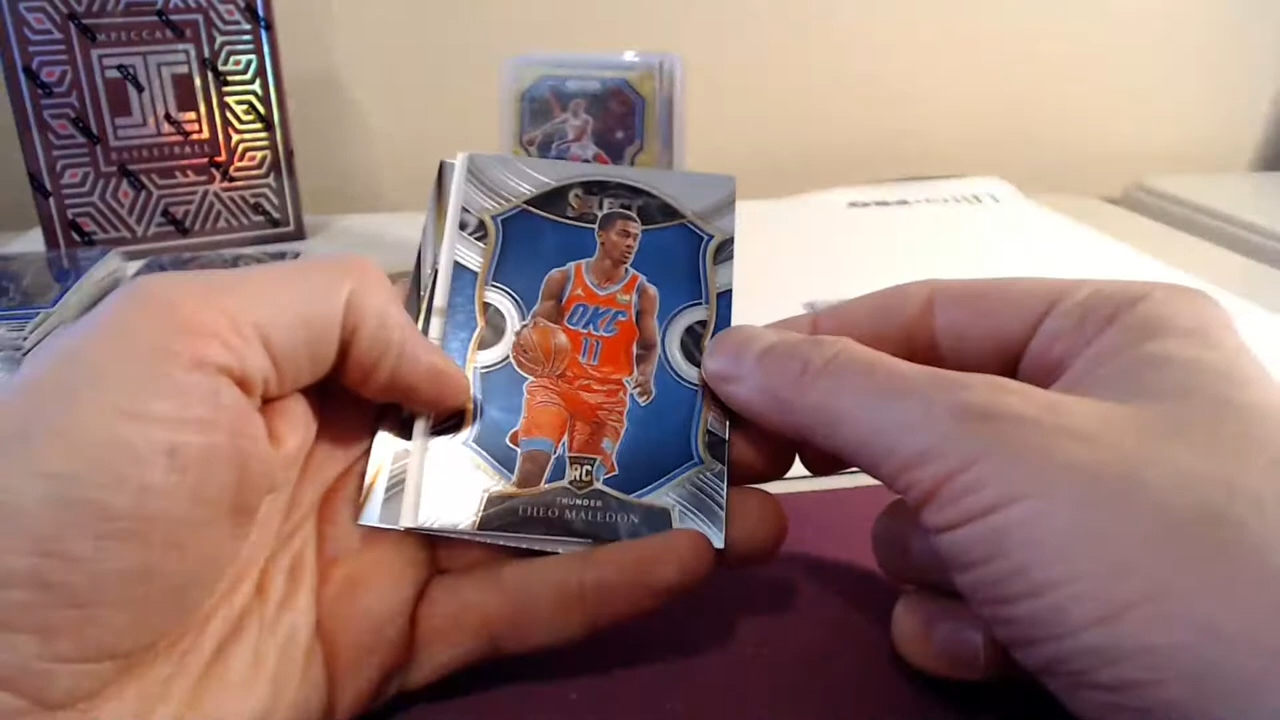 IMPECCABLE
BASKETBALL
SELECT
OKC
11
RC
THUNDER
THEO MALEDON